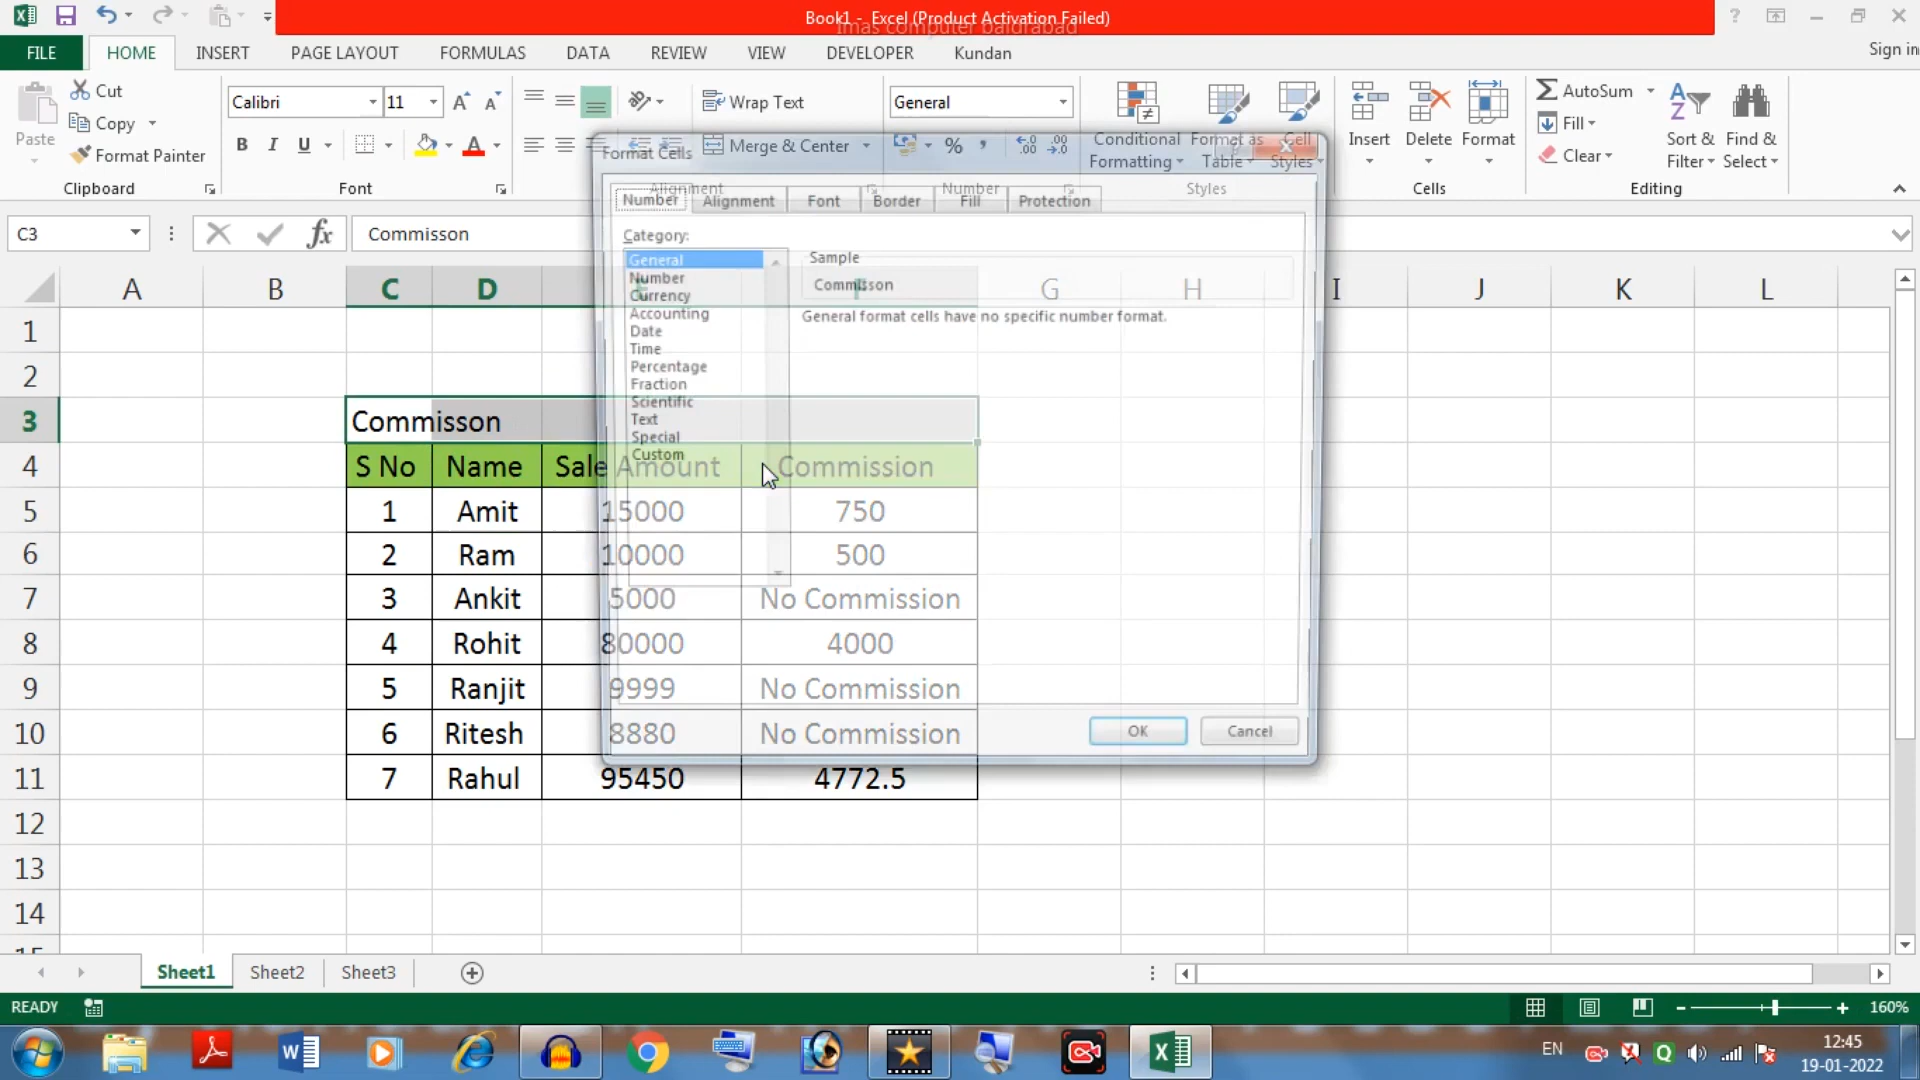 Book1 - Excel (Product Activation Failed)
imas computer baldirabad
FILE HOME INSERT PAGE LAYOUT FORMULAS DATA REVIEW VIEW DEVELOPER Kundan Sign in
Paste
Cut
Copy
Format Painter
Clipboard
Calibri 11
B I U
Font
Wrap Text
Merge & Center
Alignment
General
%
Number
Conditional Formatting
Format as Table
Cell Styles
Styles
Insert Delete Format
Cells
AutoSum
Fill
Clear
Sort & Filter
Find & Select
Editing
C3 fx Commisson
A B C D E F G H I J K L
1
2
3 Commisson
4 S No Name Sale Amount Commission
5 1 Amit 15000 750
6 2 Ram 10000 500
7 3 Ankit 5000 No Commission
8 4 Rohit 80000 4000
9 5 Ranjit 9999 No Commission
10 6 Ritesh 8880 No Commission
11 7 Rahul 95450 4772.5
12
13
14
15
Format Cells
Number Alignment Font Border Fill Protection
Category:
General
Number
Currency
Accounting
Date
Time
Percentage
Fraction
Scientific
Text
Special
Custom
Sample
Commisson
General format cells have no specific number format.
OK Cancel
Sheet1 Sheet2 Sheet3
READY 160%
EN 12:45
19-01-2022